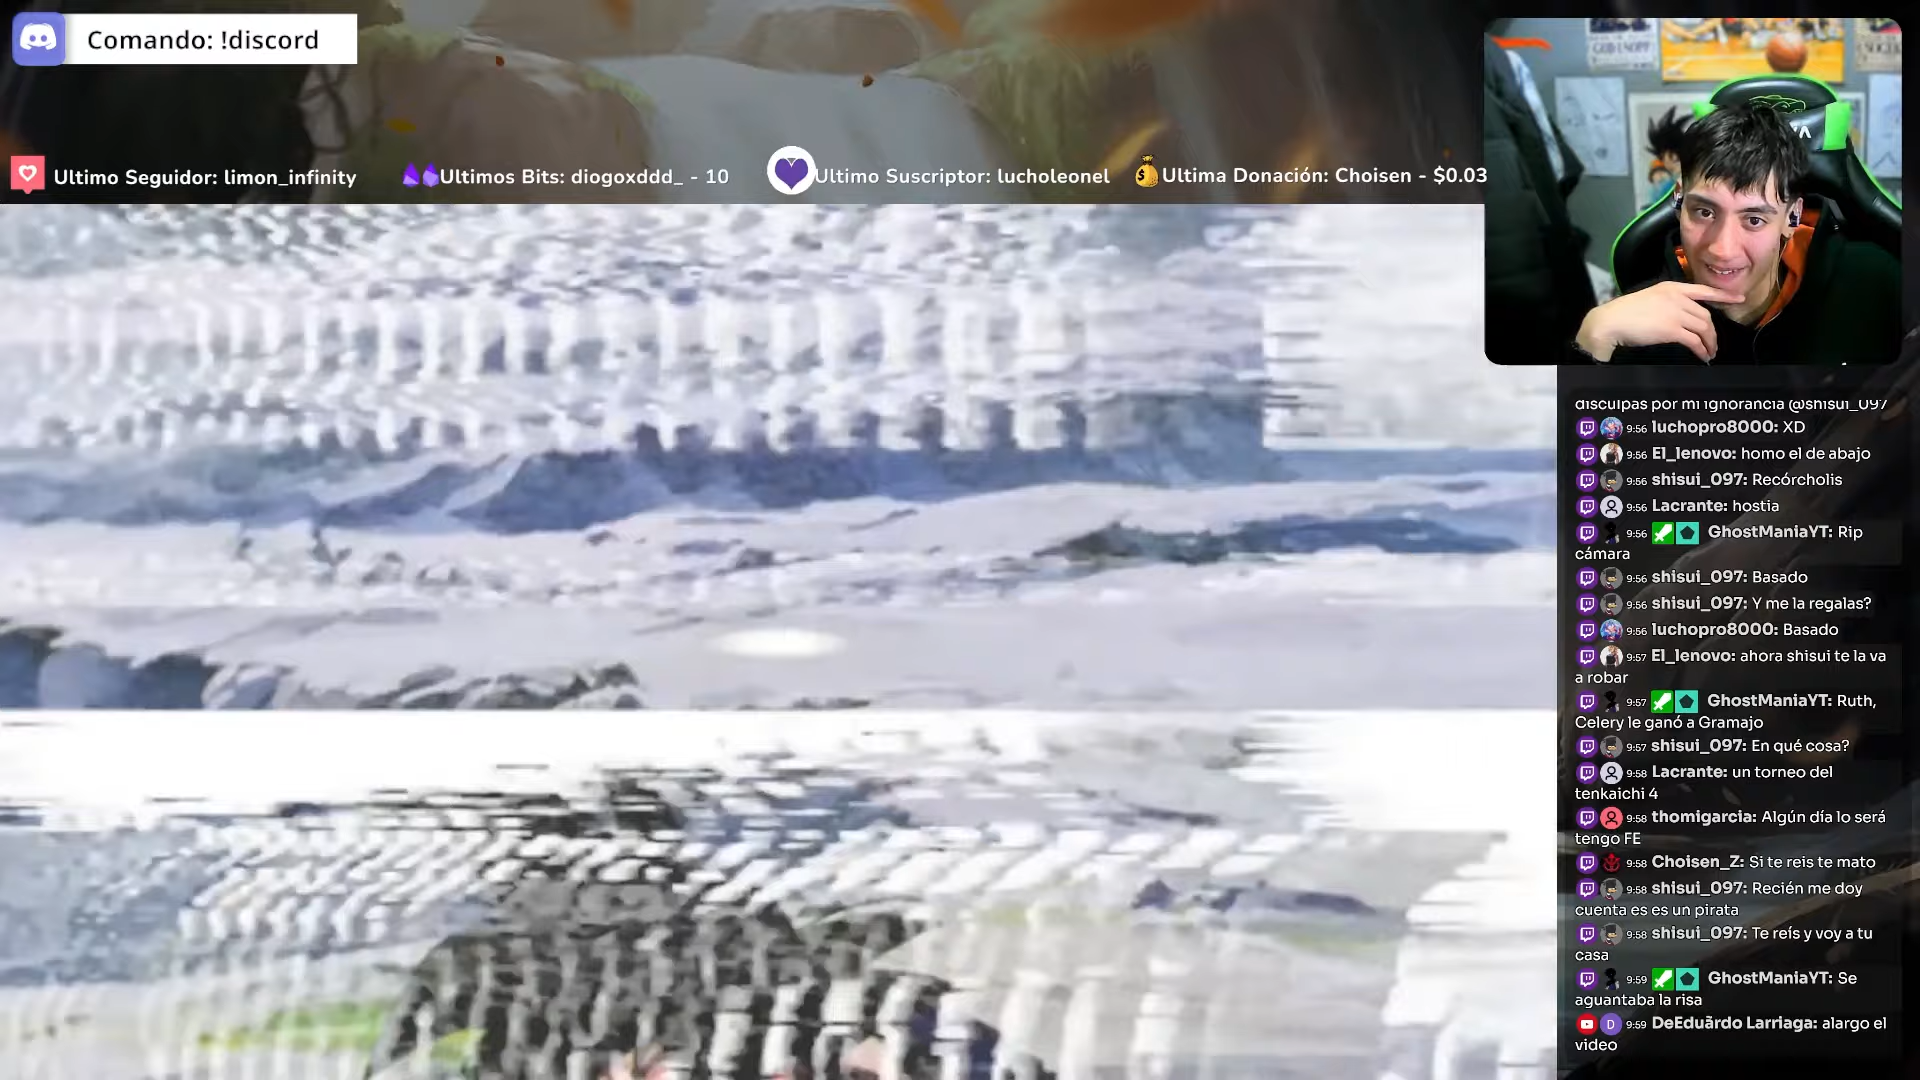 Comando: !discord
GOD USOPP
Ultimo Seguidor: limon_infinity
Ultimos Bits: diogoxddd_ - 10
Ultimo Suscriptor: lucholeonel
Ultima Donación: Choisen - $0.03
disculpas por mi ignorancia @shisui_097
9:56 luchopro8000: XD
9:56 El_lenovo: homo el de abajo
9:56 shisui_097: Recórcholis
9:56 Lacrante: hostia
9:56 GhostManiaYT: Rip
cámara
9:56 shisui_097: Basado
9:56 shisui_097: Y me la regalas?
9:56 luchopro8000: Basado
9:57 El_lenovo: ahora shisui te la va
a robar
9:57 GhostManiaYT: Ruth,
Celery le ganó a Gramajo
9:57 shisui_097: En qué cosa?
9:58 Lacrante: un torneo del
tenkaichi 4
9:58 thomigarcia: Algún día lo será
tengo FE
9:58 Choisen_Z: Si te reis te mato
9:58 shisui_097: Recién me doy
cuenta es es un pirata
9:58 shisui_097: Te reís y voy a tu
casa
9:59 GhostManiaYT: Se
aguantaba la risa
9:59 DeEduãrdo Larriaga: alargo el
video